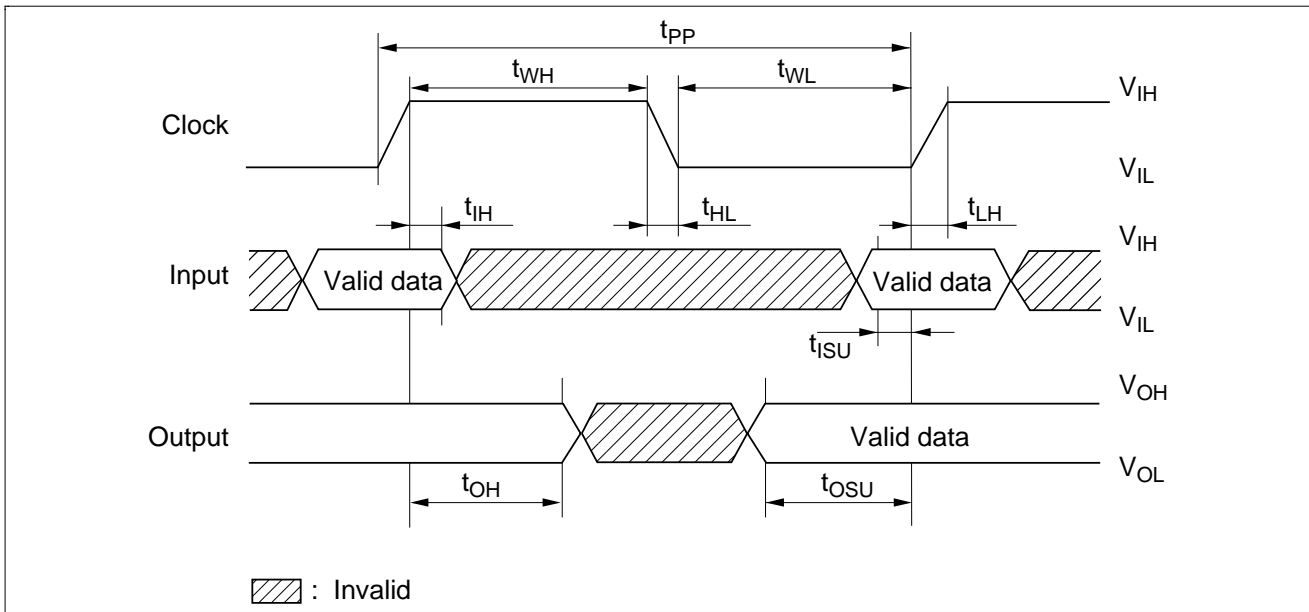 tPP
tWH
tWL
VIH
Clock
VIL
tIH
tHL
tLH
VIH
Input
Valid data
Valid data
VIL
tISU
VOH
Output
Valid data
VOL
tOH
tOSU
: Invalid